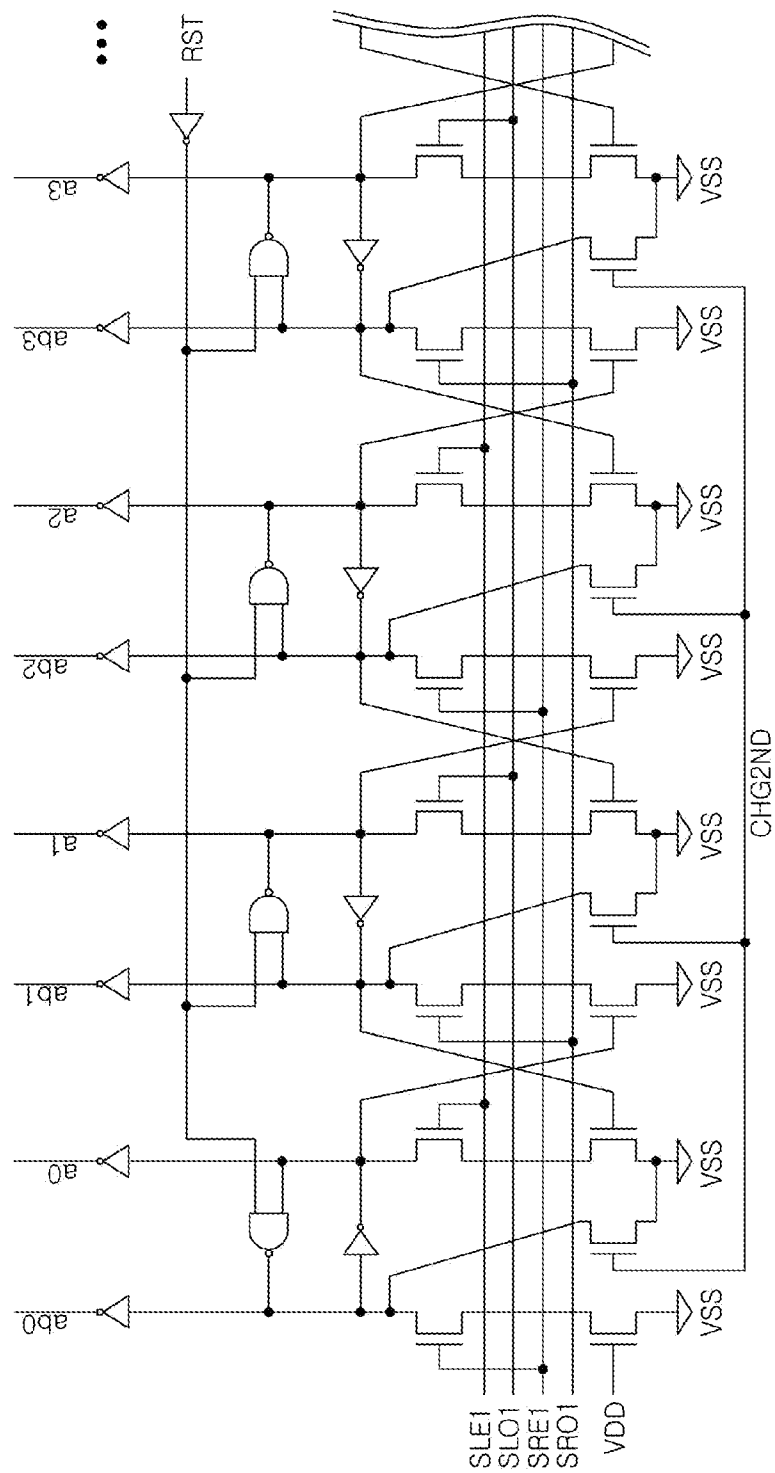 ab0
a0
ab1
a1
ab2
a2
ab3
a3
RST
SLE1
SLO1
SRE1
SRO1
VDD
VSS
VSS
VSS
VSS
VSS
VSS
VSS
VSS
CHG2ND